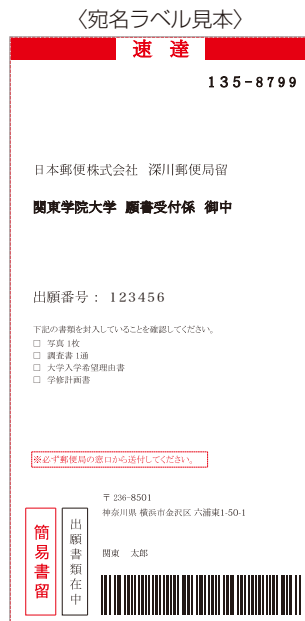 〈宛名ラベル見本〉
速 達
135-8799
日本郵便株式会社 深川郵便局留
関東学院大学 願書受付係 御中
出願番号： 123456
下記の書類を封入していることを確認してください。
□ 写真 1枚
□ 調査書 1通
□ 大学入学希望理由書
□ 学修計画書
※必ず郵便局の窓口から送付してください。
簡易書留
出願書類在中
〒 236-8501
神奈川県 横浜市金沢区 六浦東1-50-1
関東 太郎